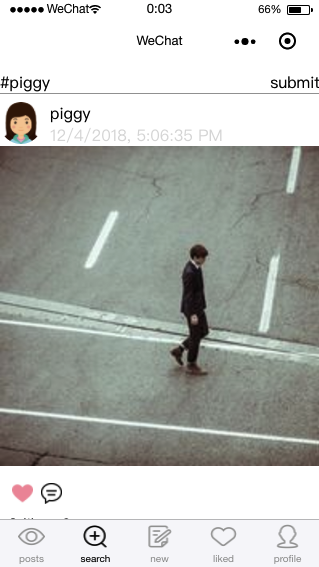 WeChat 0:03 66%
WeChat
#piggy submit
piggy
12/4/2018, 5:06:35 PM
posts search new liked profile